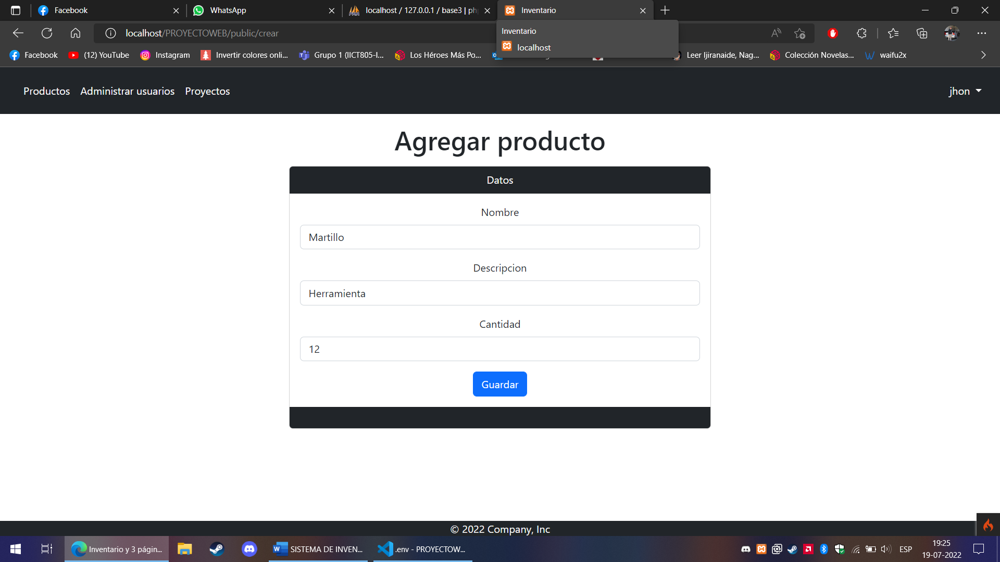 Facebook
WhatsApp
localhost / 127.0.0.1 / base3 | ph
Inventario
localhost/PROYECTOWEB/public/crear
Inventario
localhost
Facebook
(12) YouTube
Instagram
Invertir colores onli...
Grupo 1 (IICT805-I...
Los Héroes Más Po...
Leer Ijiranaide, Nag...
Colección Novelas...
waifu2x
Productos
Administrar usuarios
Proyectos
jhon
Agregar producto
Datos
Nombre
Martillo
Descripcion
Herramienta
Cantidad
12
Guardar
© 2022 Company, Inc
Inventario y 3 págin...
SISTEMA DE INVEN...
.env - PROYECTOW...
ESP
19:25
19-07-2022